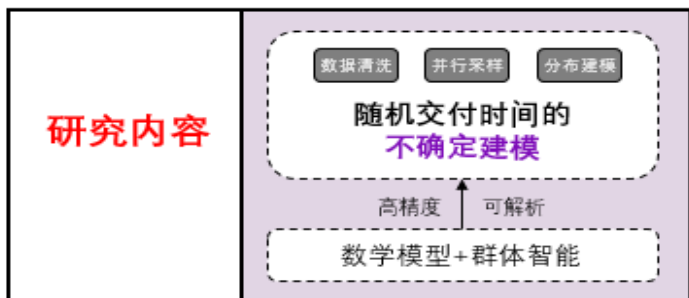 研究内容
数据清洗 并行采样 分布建模
随机交付时间的
不确定建模
高精度 可解析
数学模型+群体智能